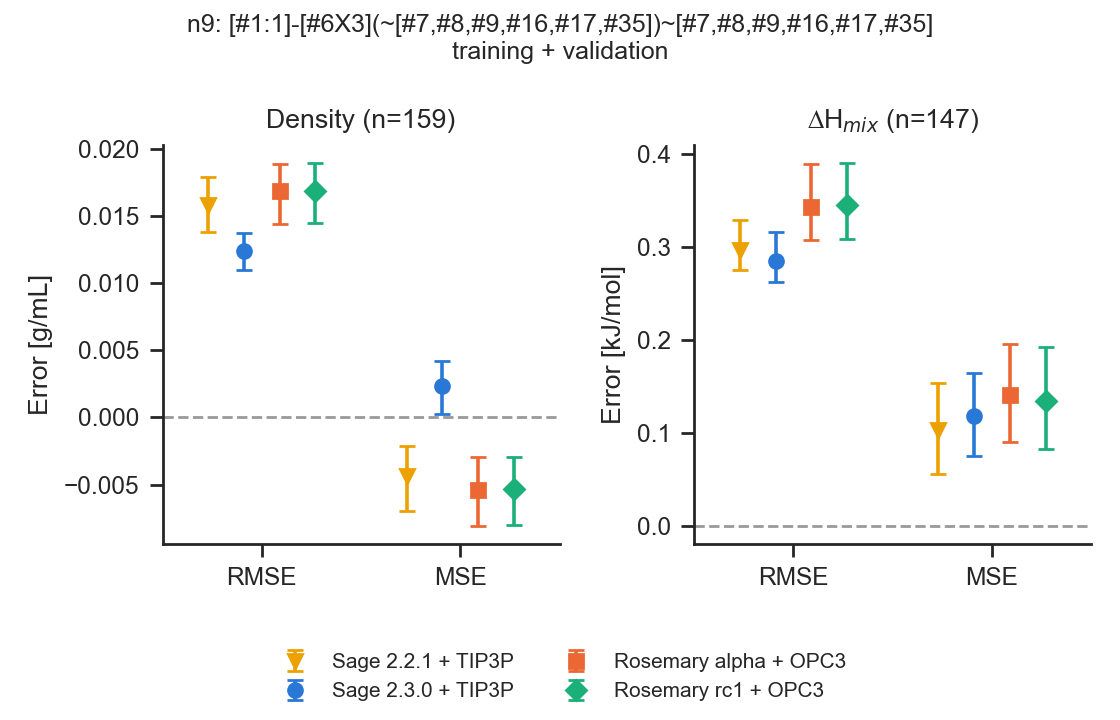 n9: [#1:1]-[#6X3](~[#7,#8,#9,#16,#17,#35])~[#7,#8,#9,#16,#17,#35]
training + validation
Density (n=159)
Error [g/mL]
0.020
0.015
0.010
0.005
0.000
−0.005
RMSE
MSE
ΔH_mix (n=147)
Error [kJ/mol]
0.4
0.3
0.2
0.1
0.0
RMSE
MSE
Sage 2.2.1 + TIP3P
Sage 2.3.0 + TIP3P
Rosemary alpha + OPC3
Rosemary rc1 + OPC3